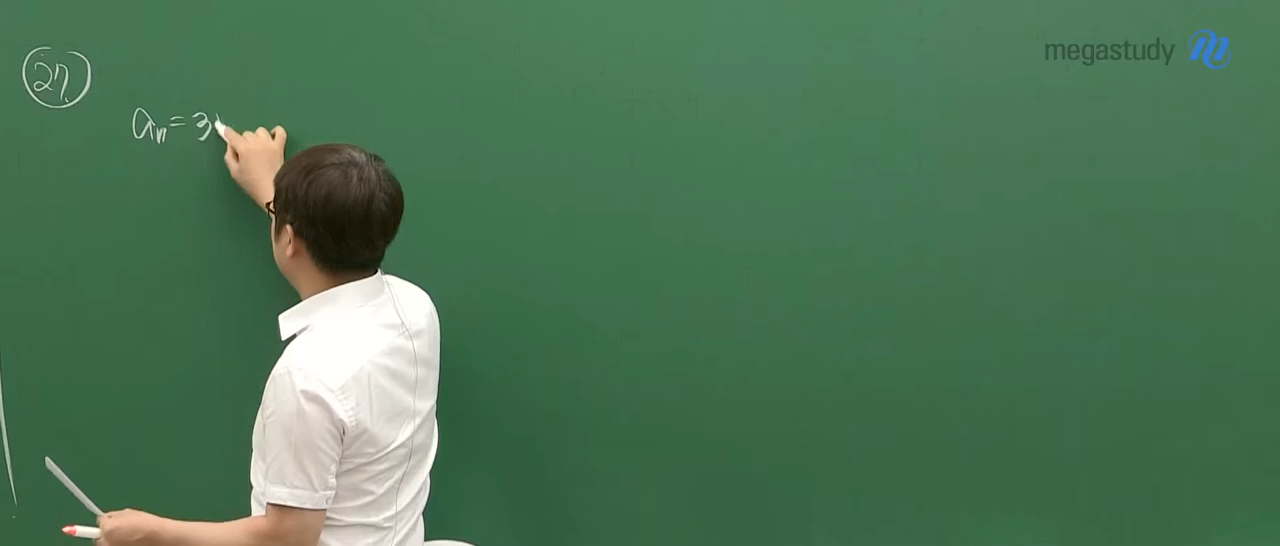 megastudy
27
aₙ = 3